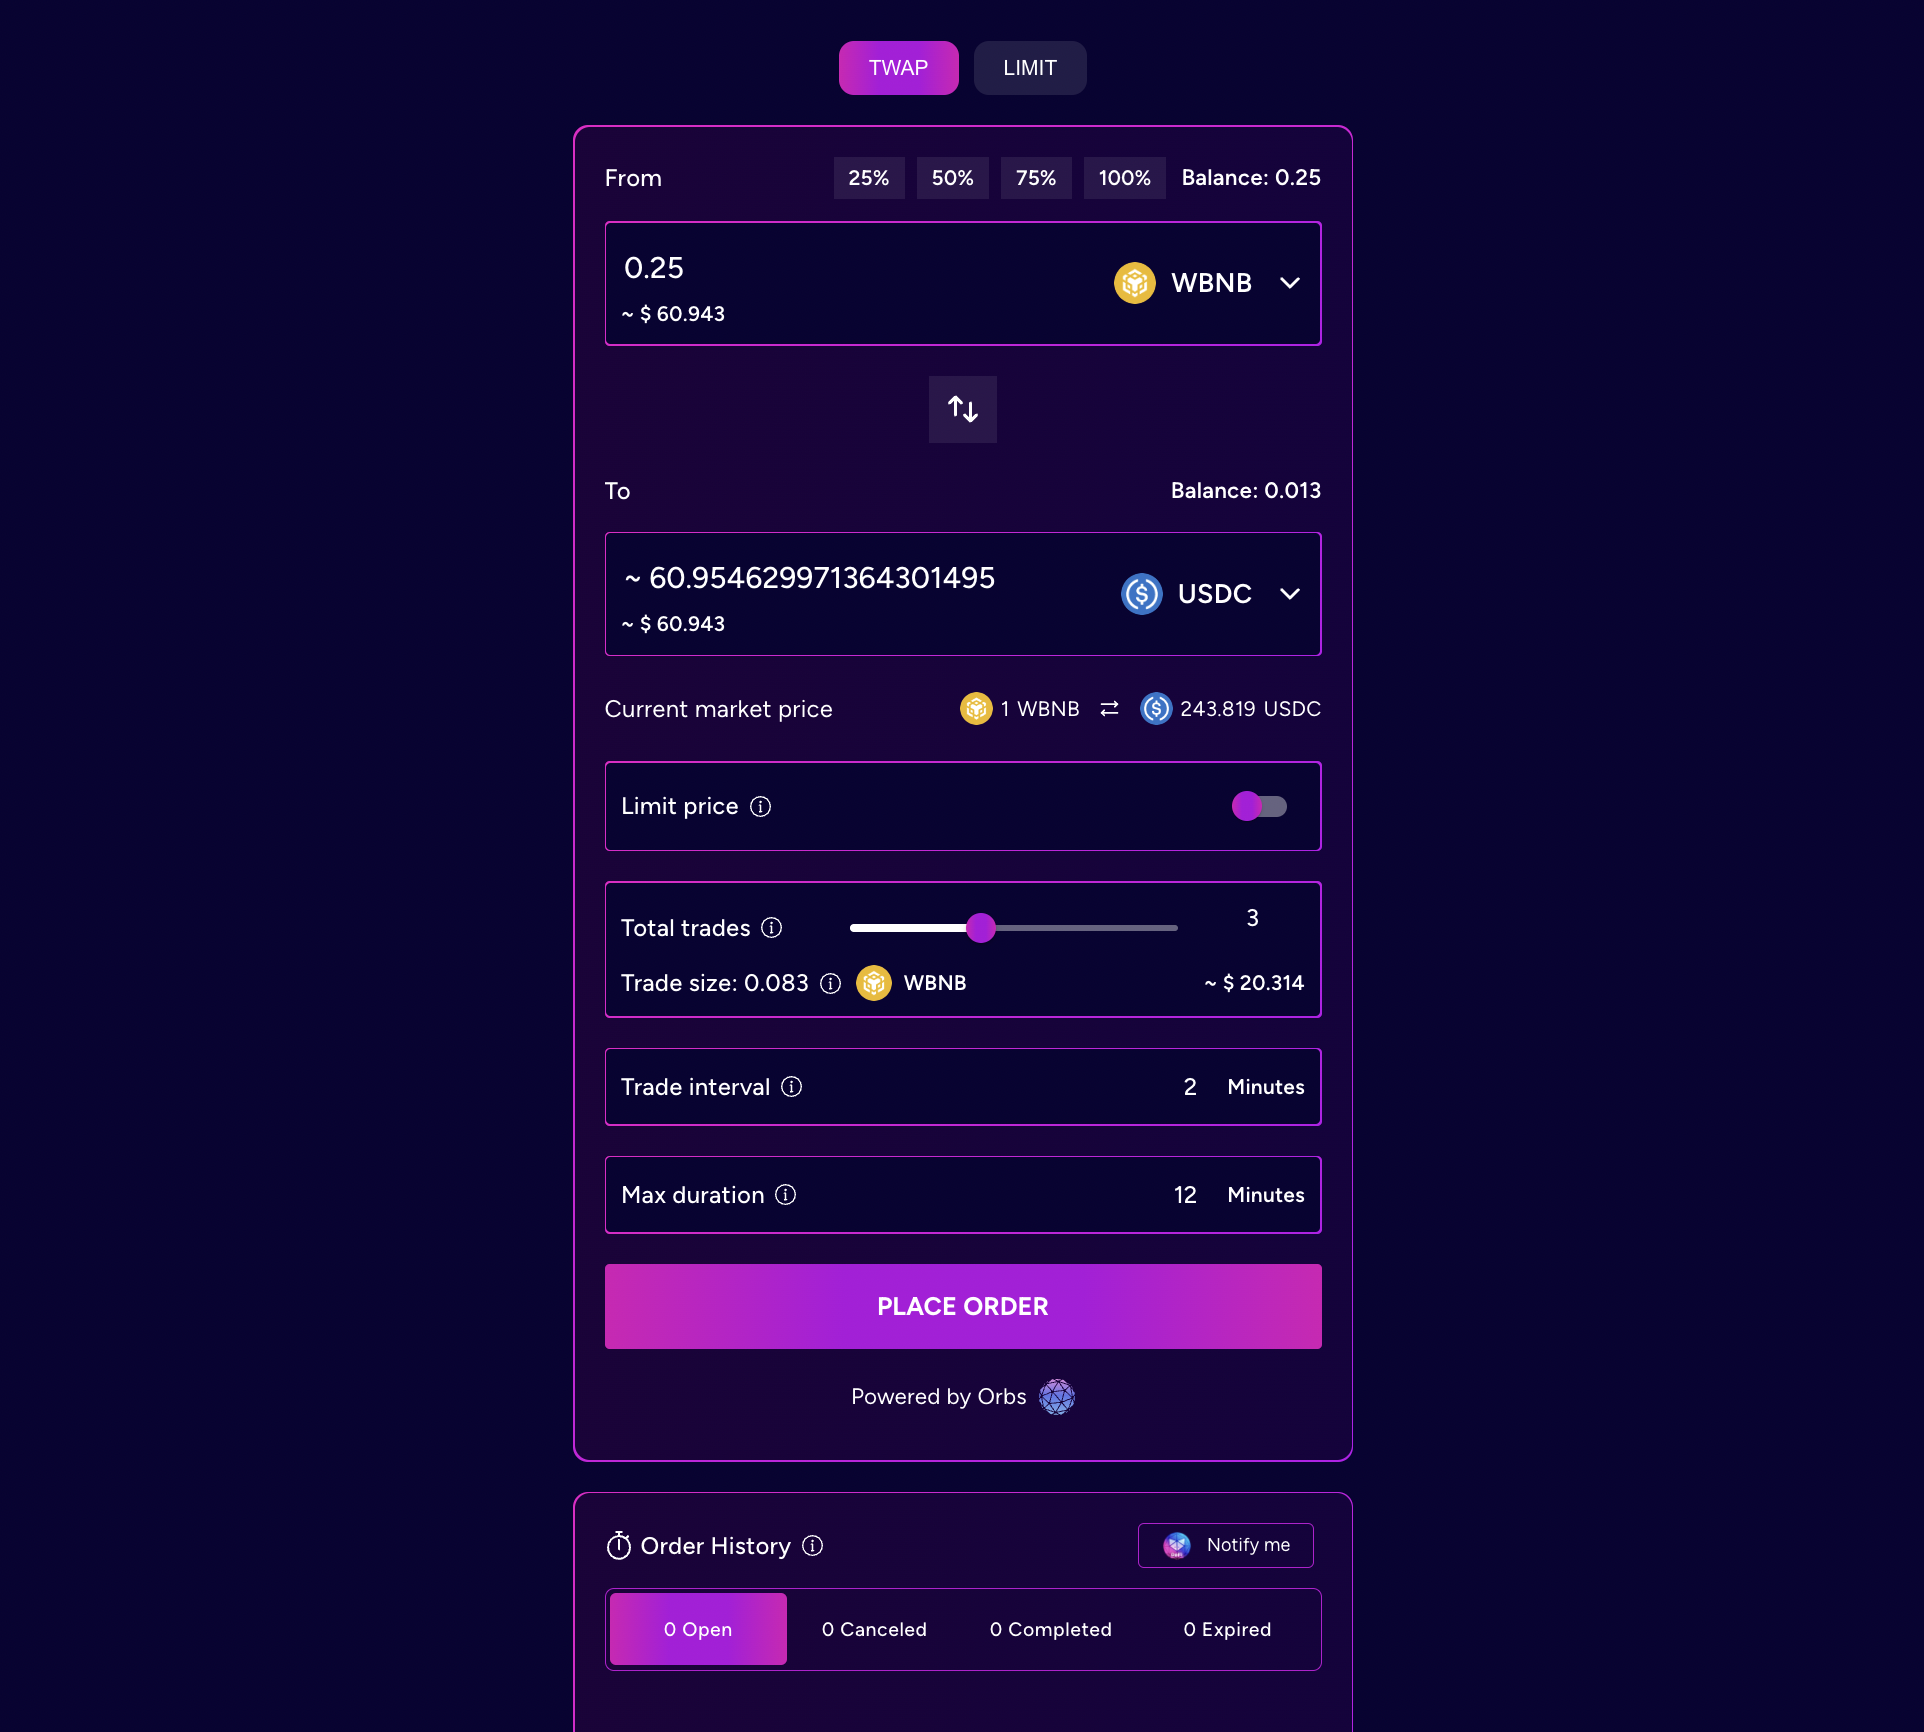 TWAP LIMIT
From 25% 50% 75% 100% Balance: 0.25
0.25 WBNB
~ $ 60.943
To Balance: 0.013
~ 60.954629971364301495 USDC
~ $ 60.943
Current market price 1 WBNB 243.819 USDC
Limit price
Total trades 3
Trade size: 0.083 WBNB ~ $ 20.314
Trade interval 2 Minutes
Max duration 12 Minutes
PLACE ORDER
Powered by Orbs
Order History Notify me
0 Open 0 Canceled 0 Completed 0 Expired